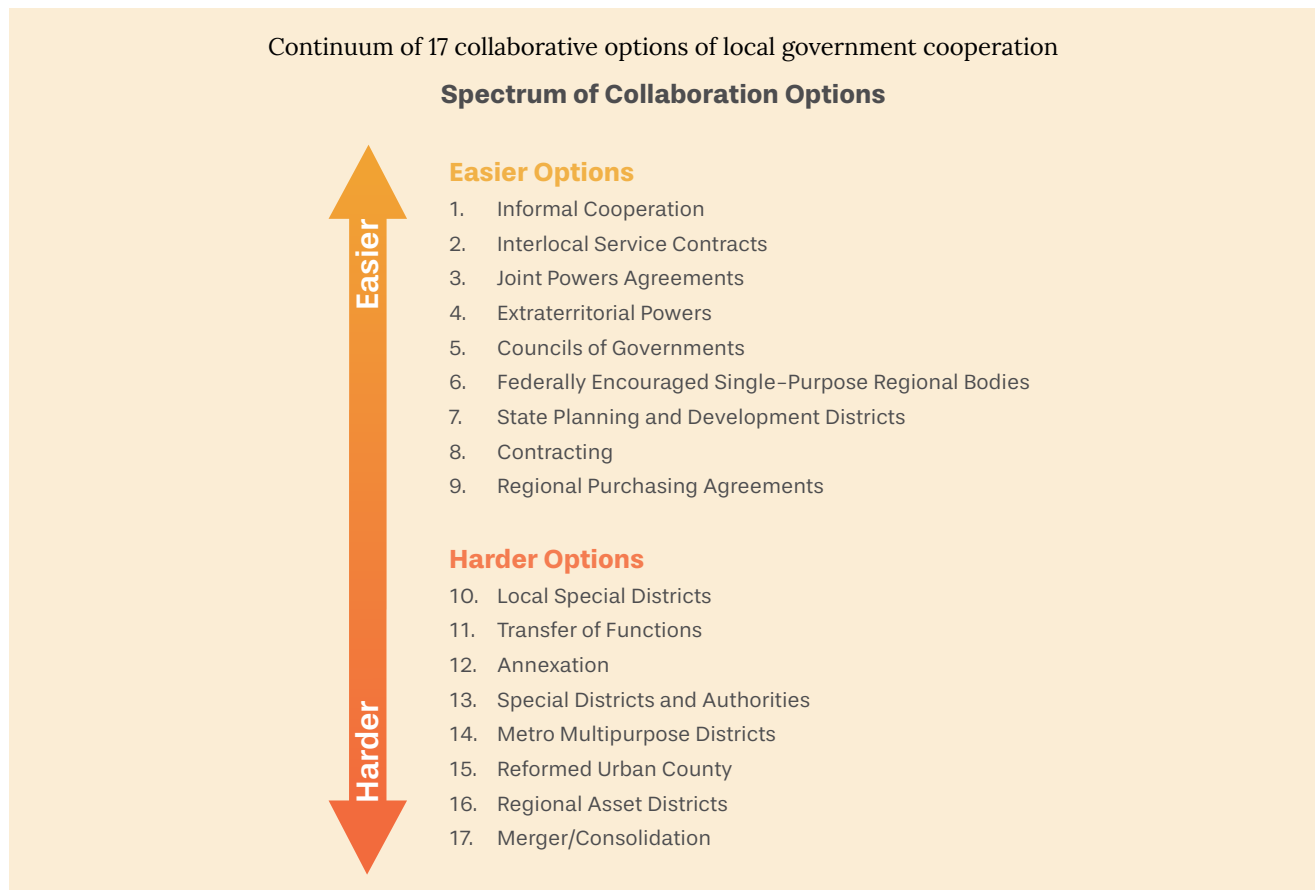 Continuum of 17 collaborative options of local government cooperation
Spectrum of Collaboration Options
Easier
Easier Options
1. Informal Cooperation
2. Interlocal Service Contracts
3. Joint Powers Agreements
4. Extraterritorial Powers
5. Councils of Governments
6. Federally Encouraged Single-Purpose Regional Bodies
7. State Planning and Development Districts
8. Contracting
9. Regional Purchasing Agreements
Harder
Harder Options
10. Local Special Districts
11. Transfer of Functions
12. Annexation
13. Special Districts and Authorities
14. Metro Multipurpose Districts
15. Reformed Urban County
16. Regional Asset Districts
17. Merger/Consolidation